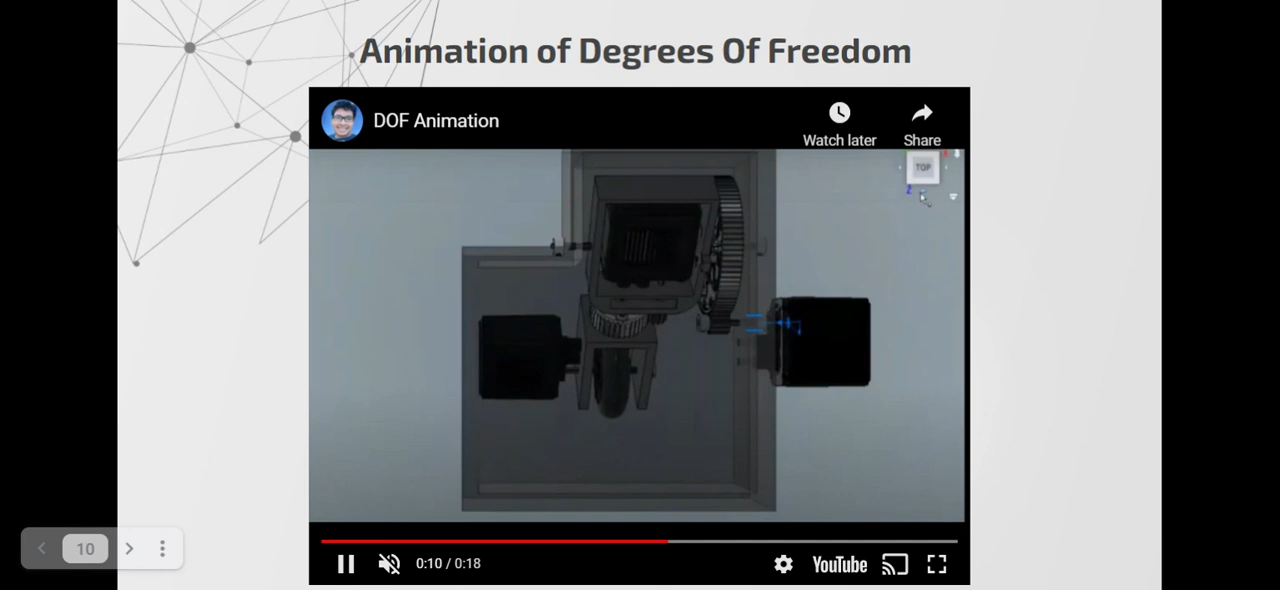 Animation of Degrees Of Freedom
DOF Animation
Watch later
Share
TOP
Z
10
0:10 / 0:18
YouTube